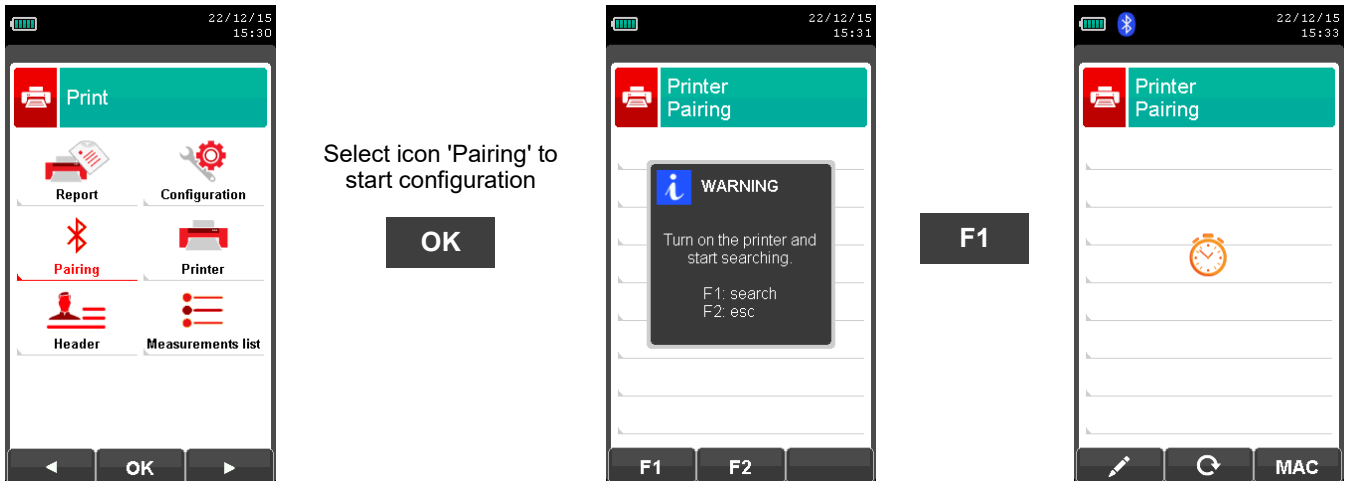 22/12/15
15:30
Print
Report
Configuration
Pairing
Printer
Header
Measurements list
OK
Select icon 'Pairing' to
start configuration
OK
22/12/15
15:31
Printer
Pairing
WARNING
Turn on the printer and
start searching.
F1: search
F2: esc
F1
F2
F1
22/12/15
15:33
Printer
Pairing
MAC